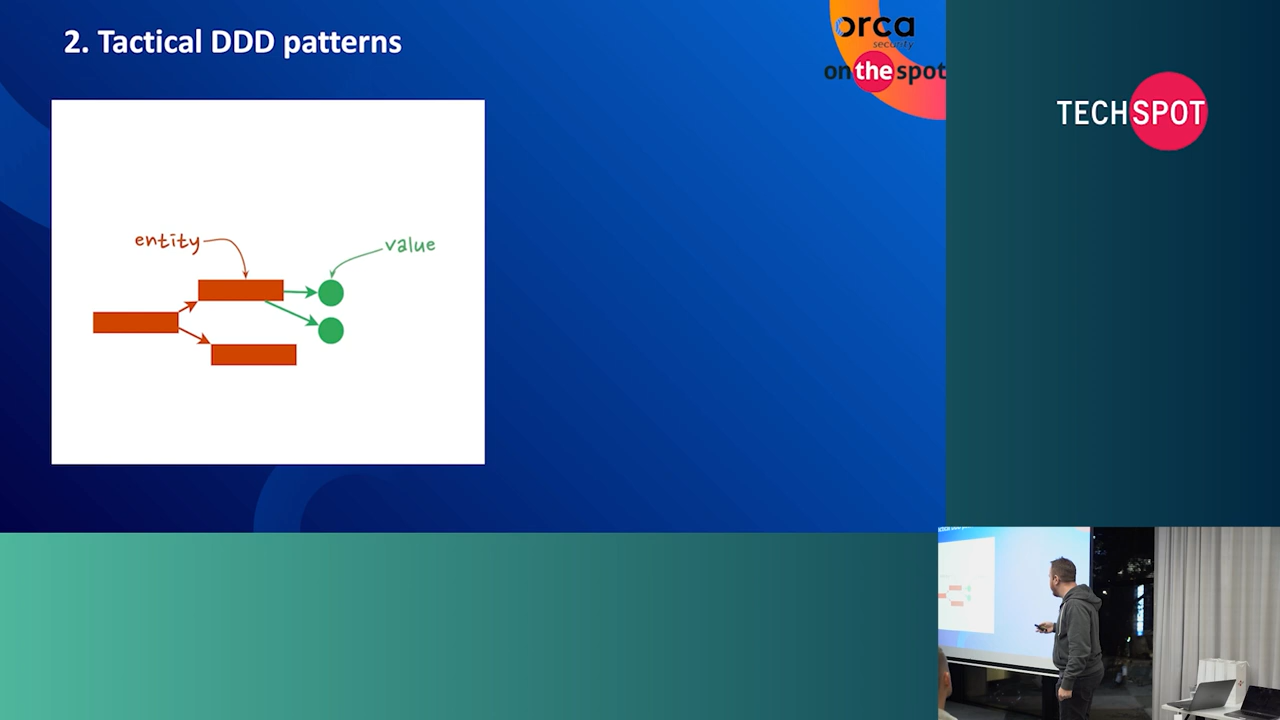 2. Tactical DDD patterns
orca
security
on the spot
TECHSPOT
entity
value